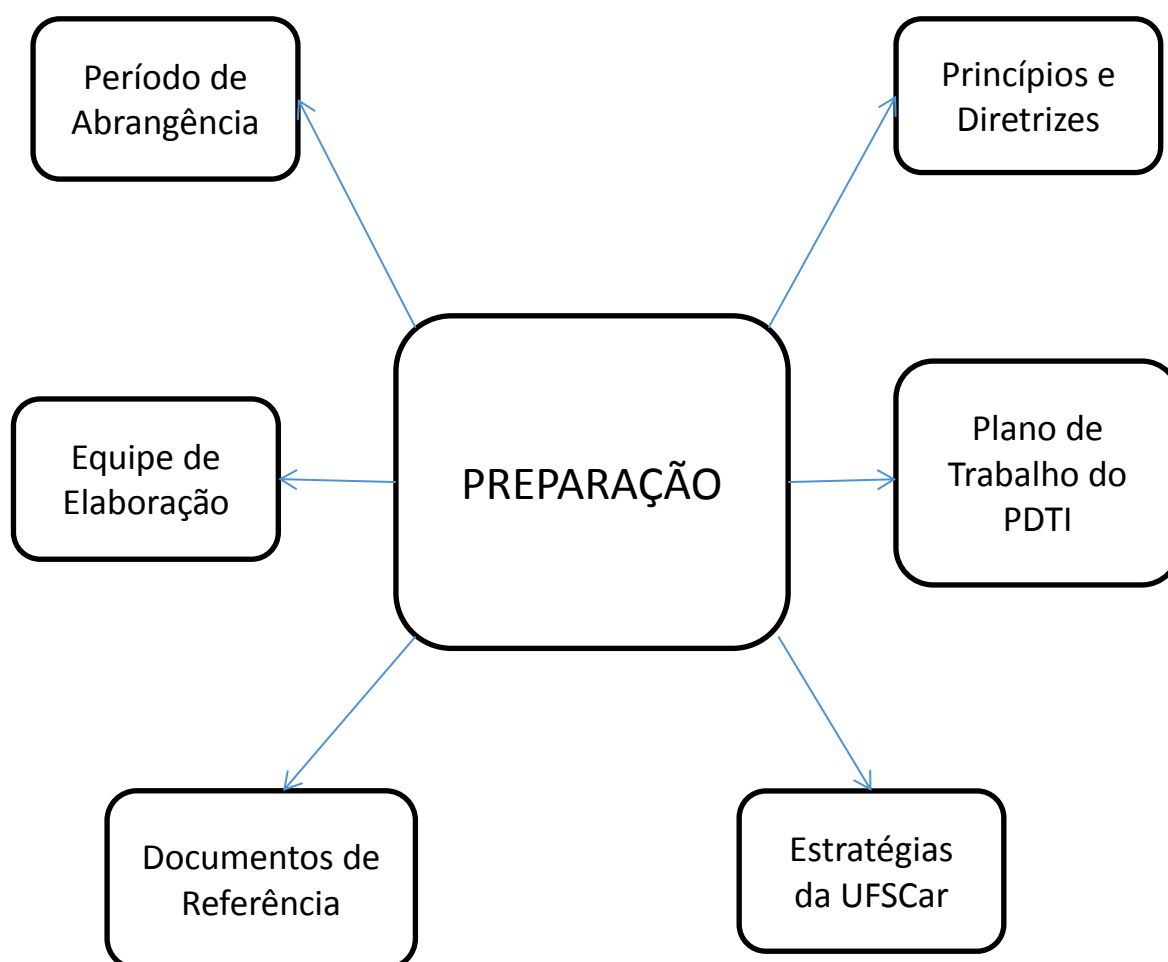 Período de
Abrangência
Princípios e
Diretrizes
Equipe de
Elaboração
PREPARAÇÃO
Plano de
Trabalho do
PDTI
Documentos de
Referência
Estratégias
da UFSCar